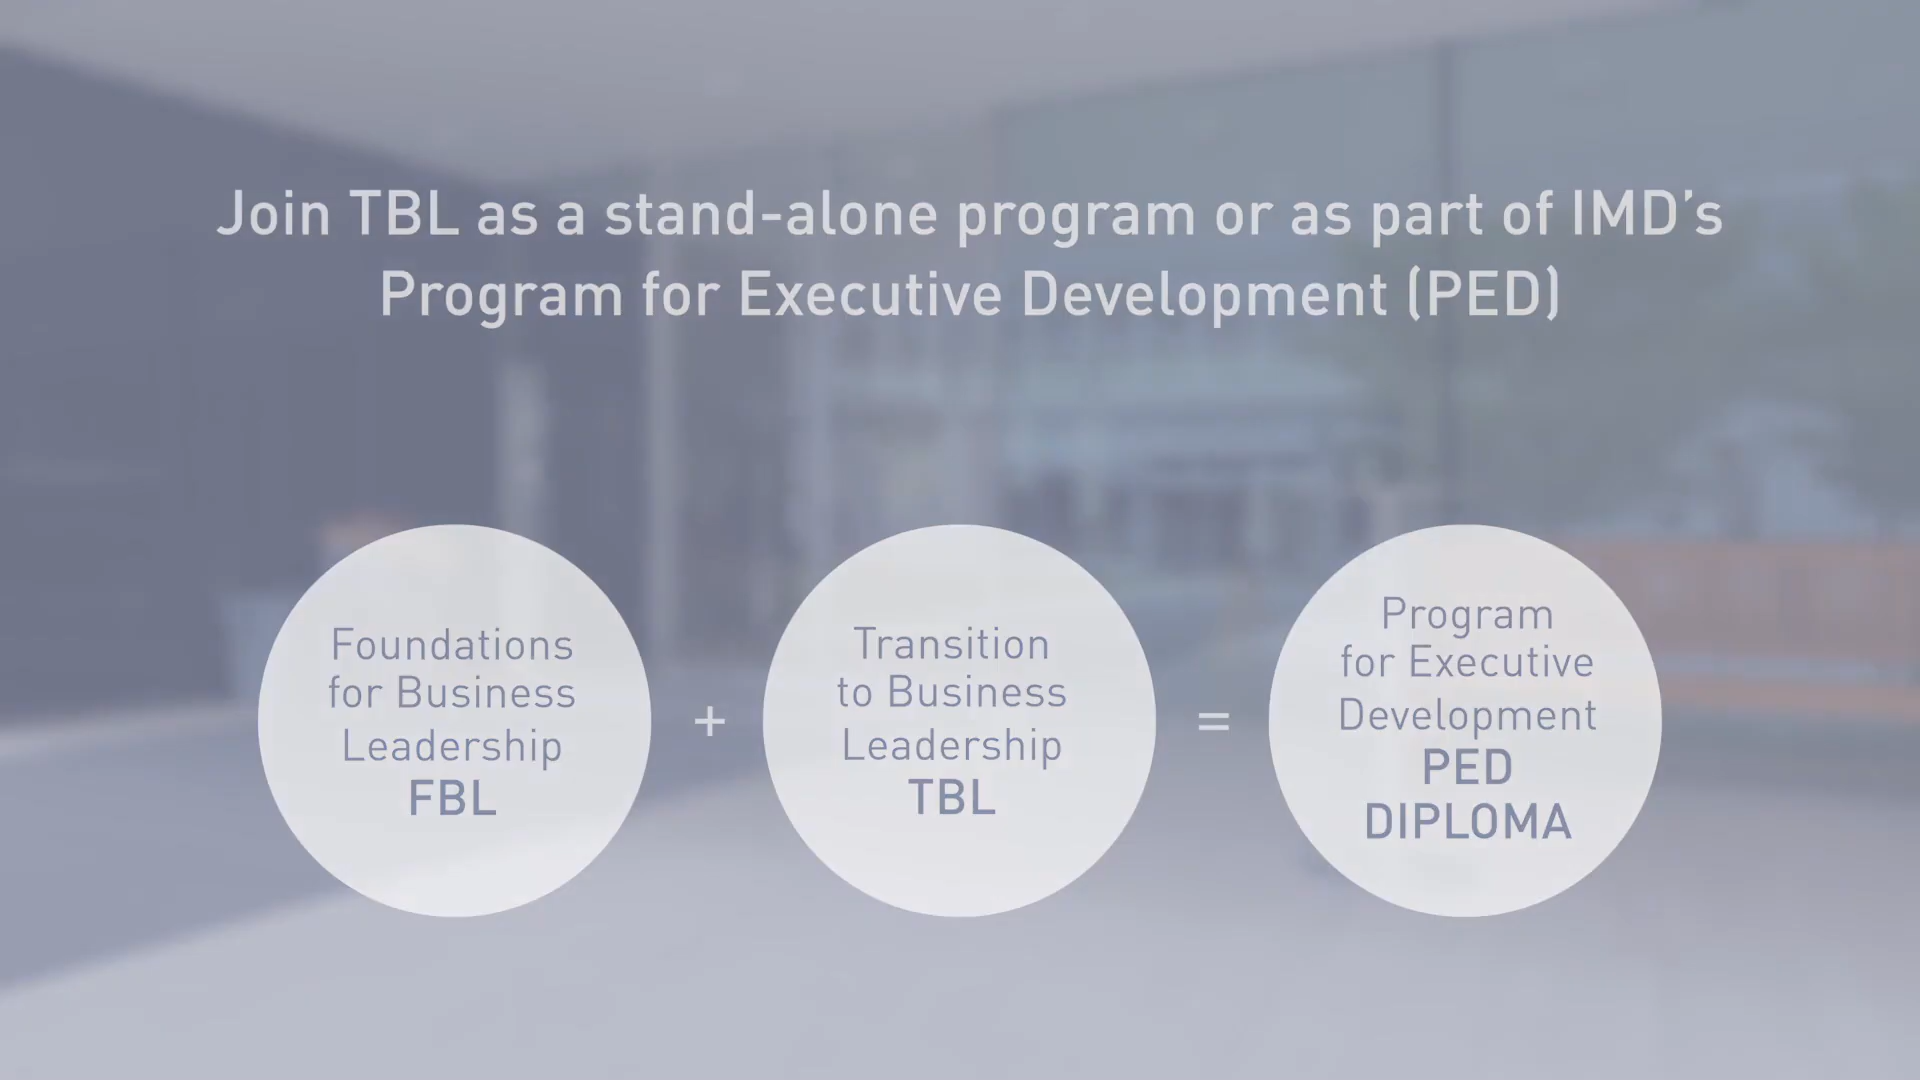 Join TBL as a stand-alone program or as part of IMD’s
Program for Executive Development (PED)
Foundations
for Business
Leadership
FBL
+
Transition
to Business
Leadership
TBL
=
Program
for Executive
Development
PED
DIPLOMA